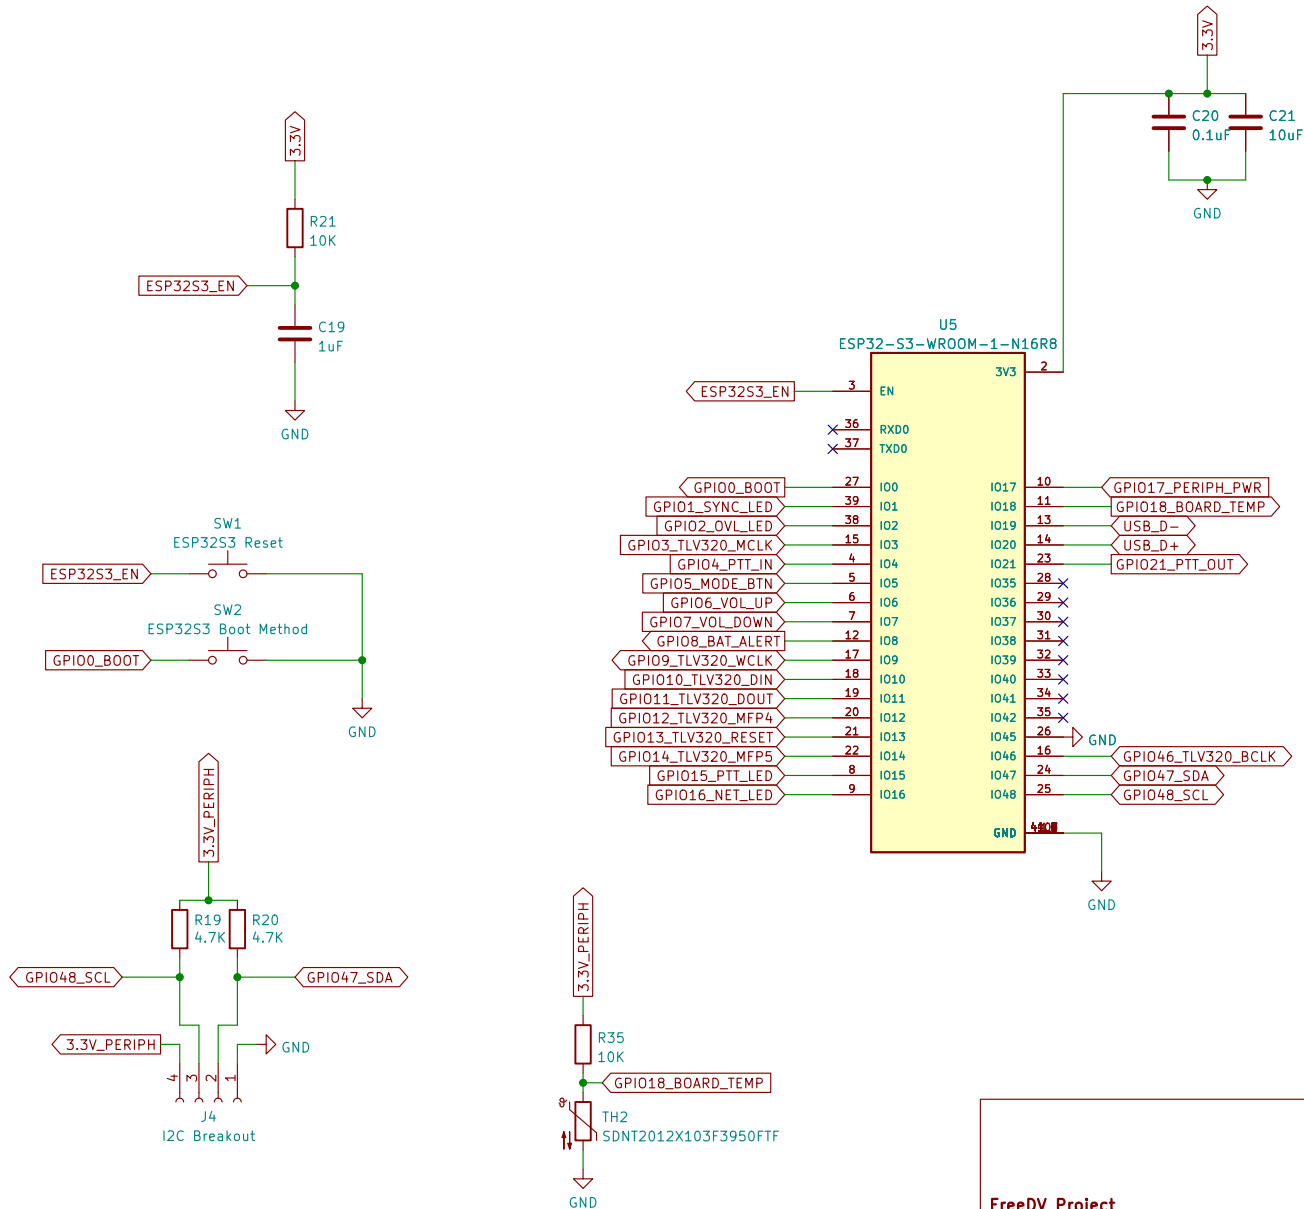 3.3V
C20
0.1uF
C21
10uF
GND
3.3V
R21
10K
ESP32S3_EN
C19
1uF
GND
U5
ESP32-S3-WROOM-1-N16R8
3V3
2
ESP32S3_EN
3
EN
36
RXD0
37
TXD0
GPIO0_BOOT
27
IO0
GPIO1_SYNC_LED
39
IO1
GPIO2_OVL_LED
38
IO2
GPIO3_TLV320_MCLK
15
IO3
GPIO4_PTT_IN
4
IO4
GPIO5_MODE_BTN
5
IO5
GPIO6_VOL_UP
6
IO6
GPIO7_VOL_DOWN
7
IO7
GPIO8_BAT_ALERT
12
IO8
GPIO9_TLV320_WCLK
17
IO9
GPIO10_TLV320_DIN
18
IO10
GPIO11_TLV320_DOUT
19
IO11
GPIO12_TLV320_MFP4
20
IO12
GPIO13_TLV320_RESET
21
IO13
GPIO14_TLV320_MFP5
22
IO14
GPIO15_PTT_LED
8
IO15
GPIO16_NET_LED
9
IO16
IO17
10
GPIO17_PERIPH_PWR
IO18
11
GPIO18_BOARD_TEMP
IO19
13
USB_D-
IO20
14
USB_D+
IO21
23
GPIO21_PTT_OUT
IO35
28
IO36
29
IO37
30
IO38
31
IO39
32
IO40
33
IO41
34
IO42
35
IO45
26
GND
IO46
16
GPIO46_TLV320_BCLK
IO47
24
GPIO47_SDA
IO48
25
GPIO48_SCL
GND
GND
SW1
ESP32S3 Reset
ESP32S3_EN
SW2
ESP32S3 Boot Method
GPIO0_BOOT
GND
3.3V_PERIPH
R19
4.7K
R20
4.7K
GPIO48_SCL
GPIO47_SDA
3.3V_PERIPH
GND
4
3
2
1
J4
I2C Breakout
3.3V_PERIPH
R35
10K
GPIO18_BOARD_TEMP
TH2
SDNT2012X103F3950FTF
GND
FreeDV Project